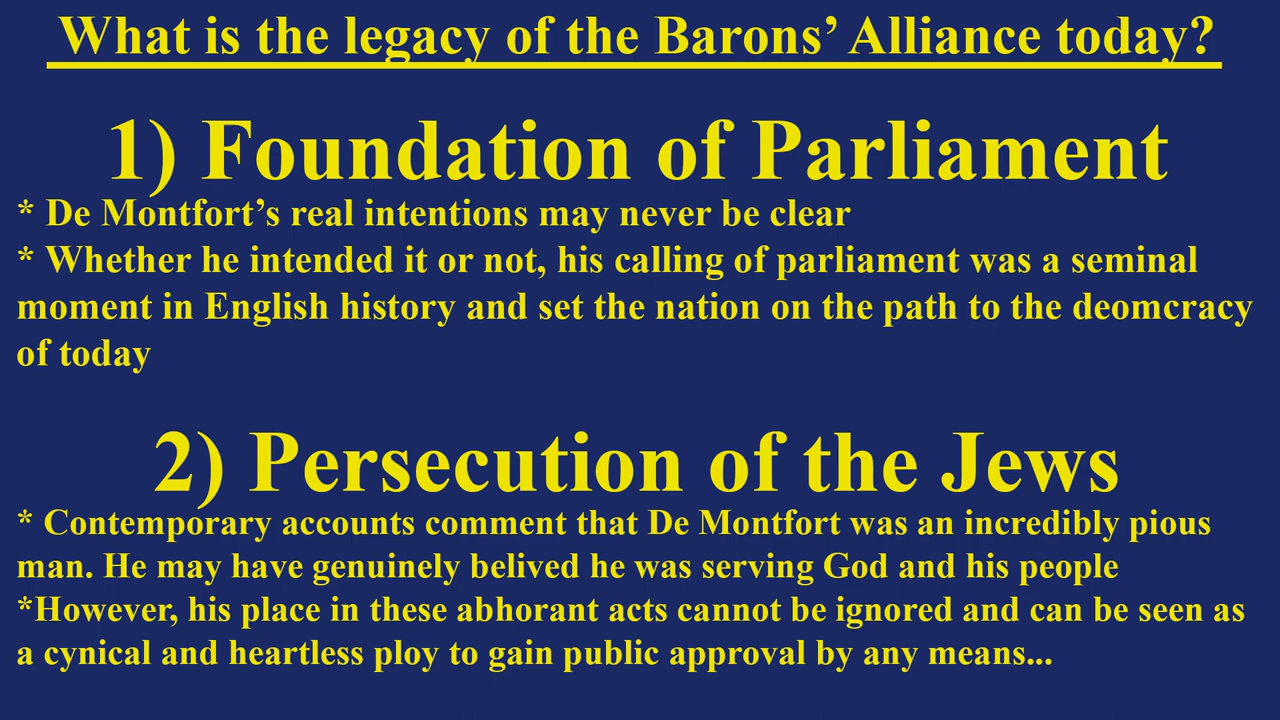 What is the legacy of the Barons’ Alliance today?
1) Foundation of Parliament
* De Montfort’s real intentions may never be clear
* Whether he intended it or not, his calling of parliament was a seminal
moment in English history and set the nation on the path to the deomcracy
of today
2) Persecution of the Jews
* Contemporary accounts comment that De Montfort was an incredibly pious
man. He may have genuinely belived he was serving God and his people
*However, his place in these abhorant acts cannot be ignored and can be seen as
a cynical and heartless ploy to gain public approval by any means...